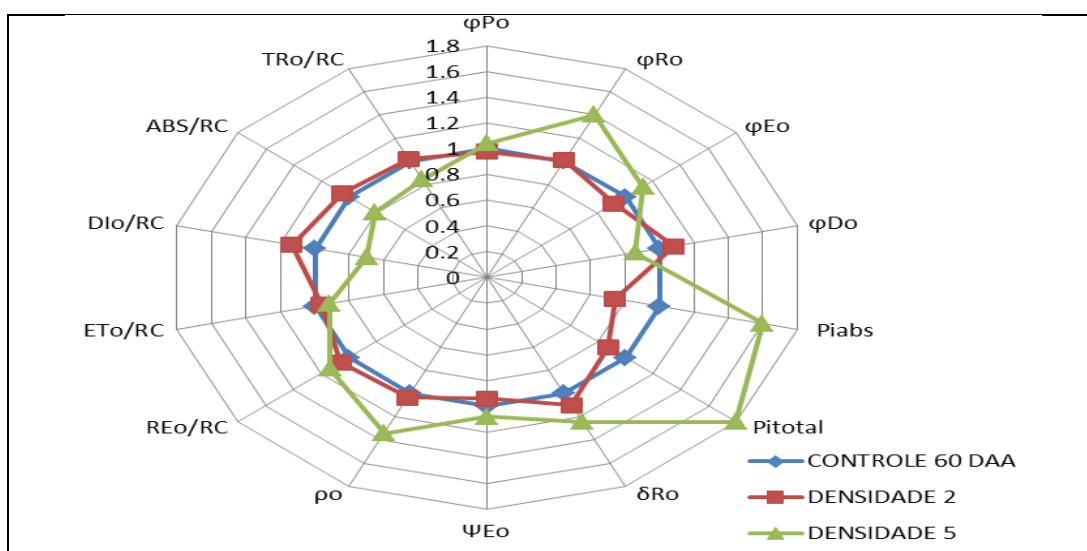 φPo
φRo
φEo
φDo
Piabs
Pitotal
δRo
ΨEo
ρo
REo/RC
ETo/RC
DIo/RC
ABS/RC
TRo/RC
1.8
1.6
1.4
1.2
1
0.8
0.6
0.4
0.2
0
CONTROLE 60 DAA
DENSIDADE 2
DENSIDADE 5